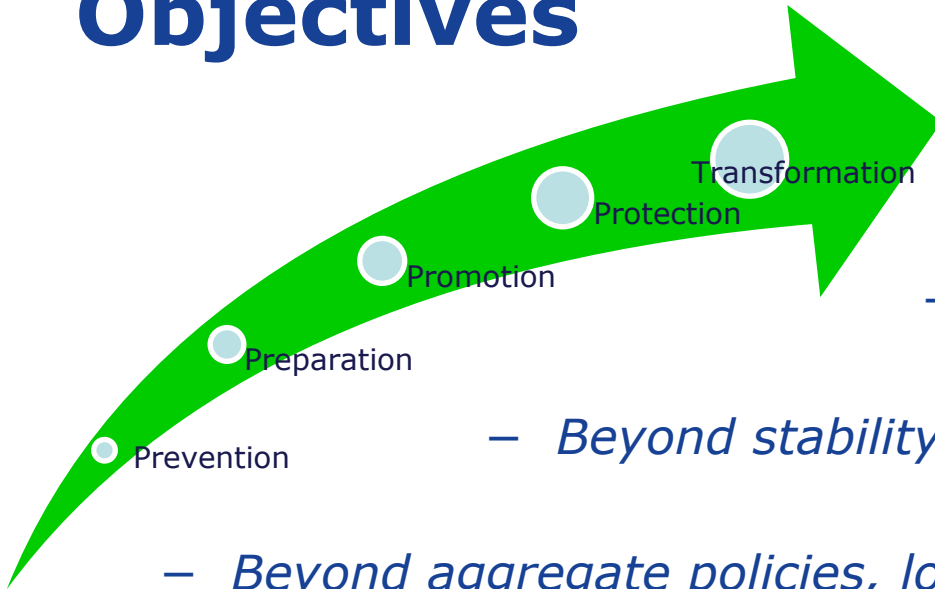 Objectives
Transformation
Protection
Promotion
–
Preparation
– Beyond stability
Prevention
– Beyond aggregate policies,